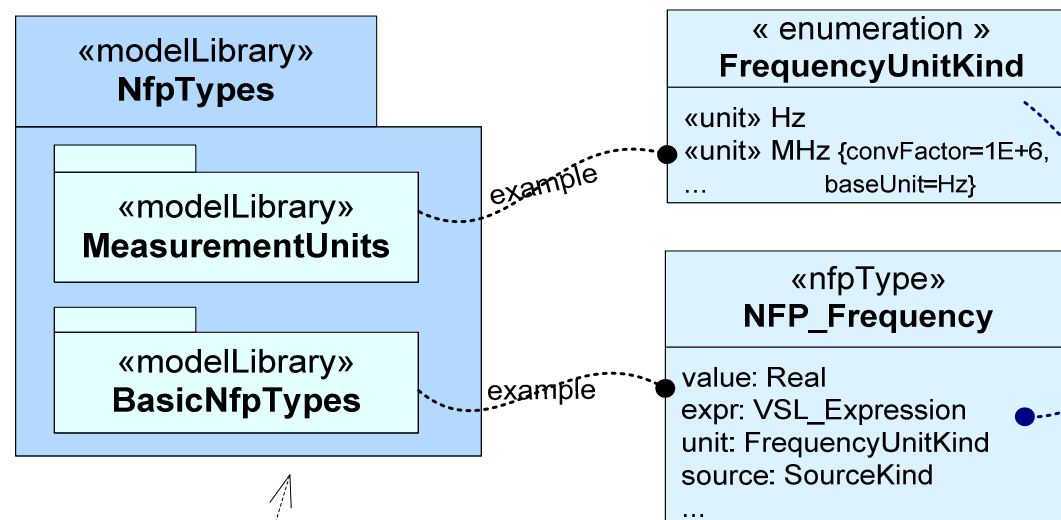 «modelLibrary»
NfpTypes
«modelLibrary»
MeasurementUnits
«modelLibrary»
BasicNfpTypes
example
example
« enumeration »
FrequencyUnitKind
«unit» Hz
«unit» MHz {convFactor=1E+6,
... baseUnit=Hz}
«nfpType»
NFP_Frequency
value: Real
expr: VSL_Expression
unit: FrequencyUnitKind
source: SourceKind
...